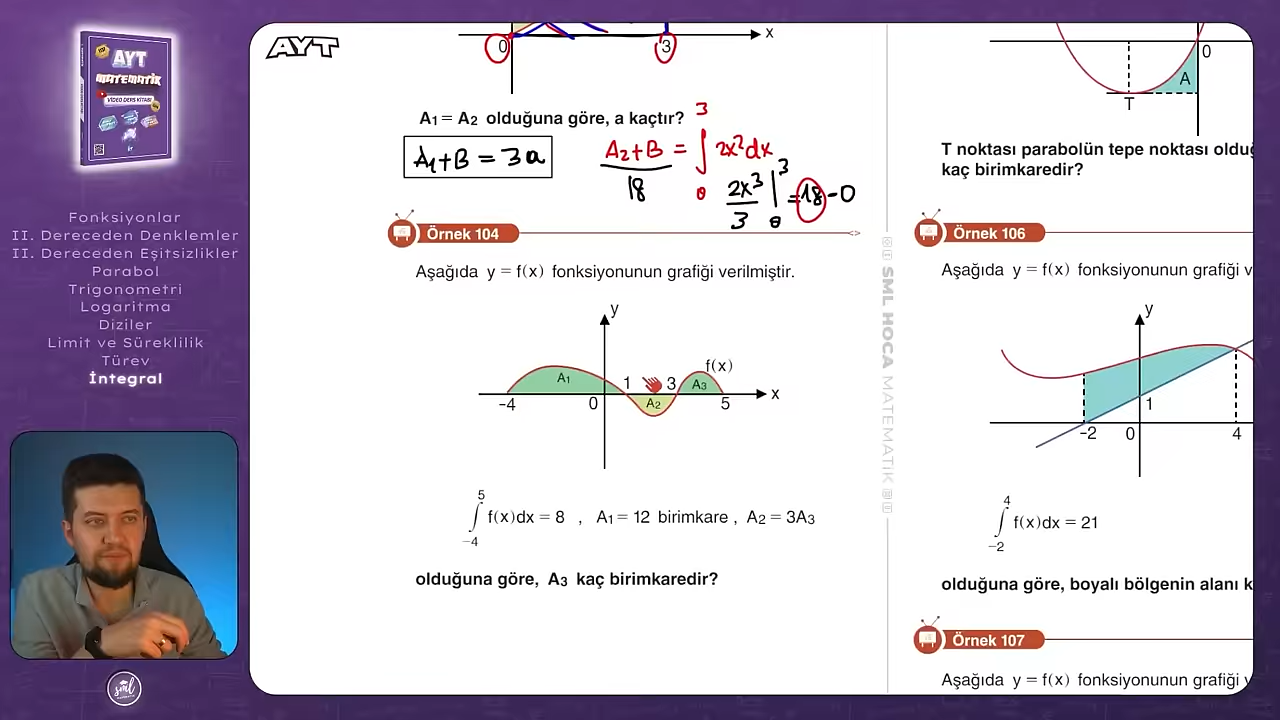 AYT
MATEMATİK
VİDEO DERS KİTABI
Fonksiyonlar
II. Dereceden Denklemler
II. Dereceden Eşitsizlikler
Parabol
Trigonometri
Logaritma
Diziler
Limit ve Süreklilik
Türev
İntegral
sml
AYT
0 3 x
A1 = A2 olduğuna göre, a kaçtır?
A1+B = 3a
A2+B = ∫ 3 0 2x²dx
18
2x³/3 | 3 0 = 18 - 0
Örnek 104
Aşağıda y = f(x) fonksiyonunun grafiği verilmiştir.
y
f(x)
A1 1 3 A3
x
-4 0 A2 5
∫ 5 -4 f(x)dx = 8 , A1 = 12 birimkare , A2 = 3A3
olduğuna göre, A3 kaç birimkaredir?
SML HOCA MATEMATİK
0
A
T
T noktası parabolün tepe noktası
kaç birimkaredir?
Örnek 106
Aşağıda y = f(x) fonksiyonunun grafiği v
y
1
-2 0 4
∫ 4 -2 f(x)dx = 21
olduğuna göre, boyalı bölgenin alanı k
Örnek 107
Aşağıda y = f(x) fonksiyonunun grafiği